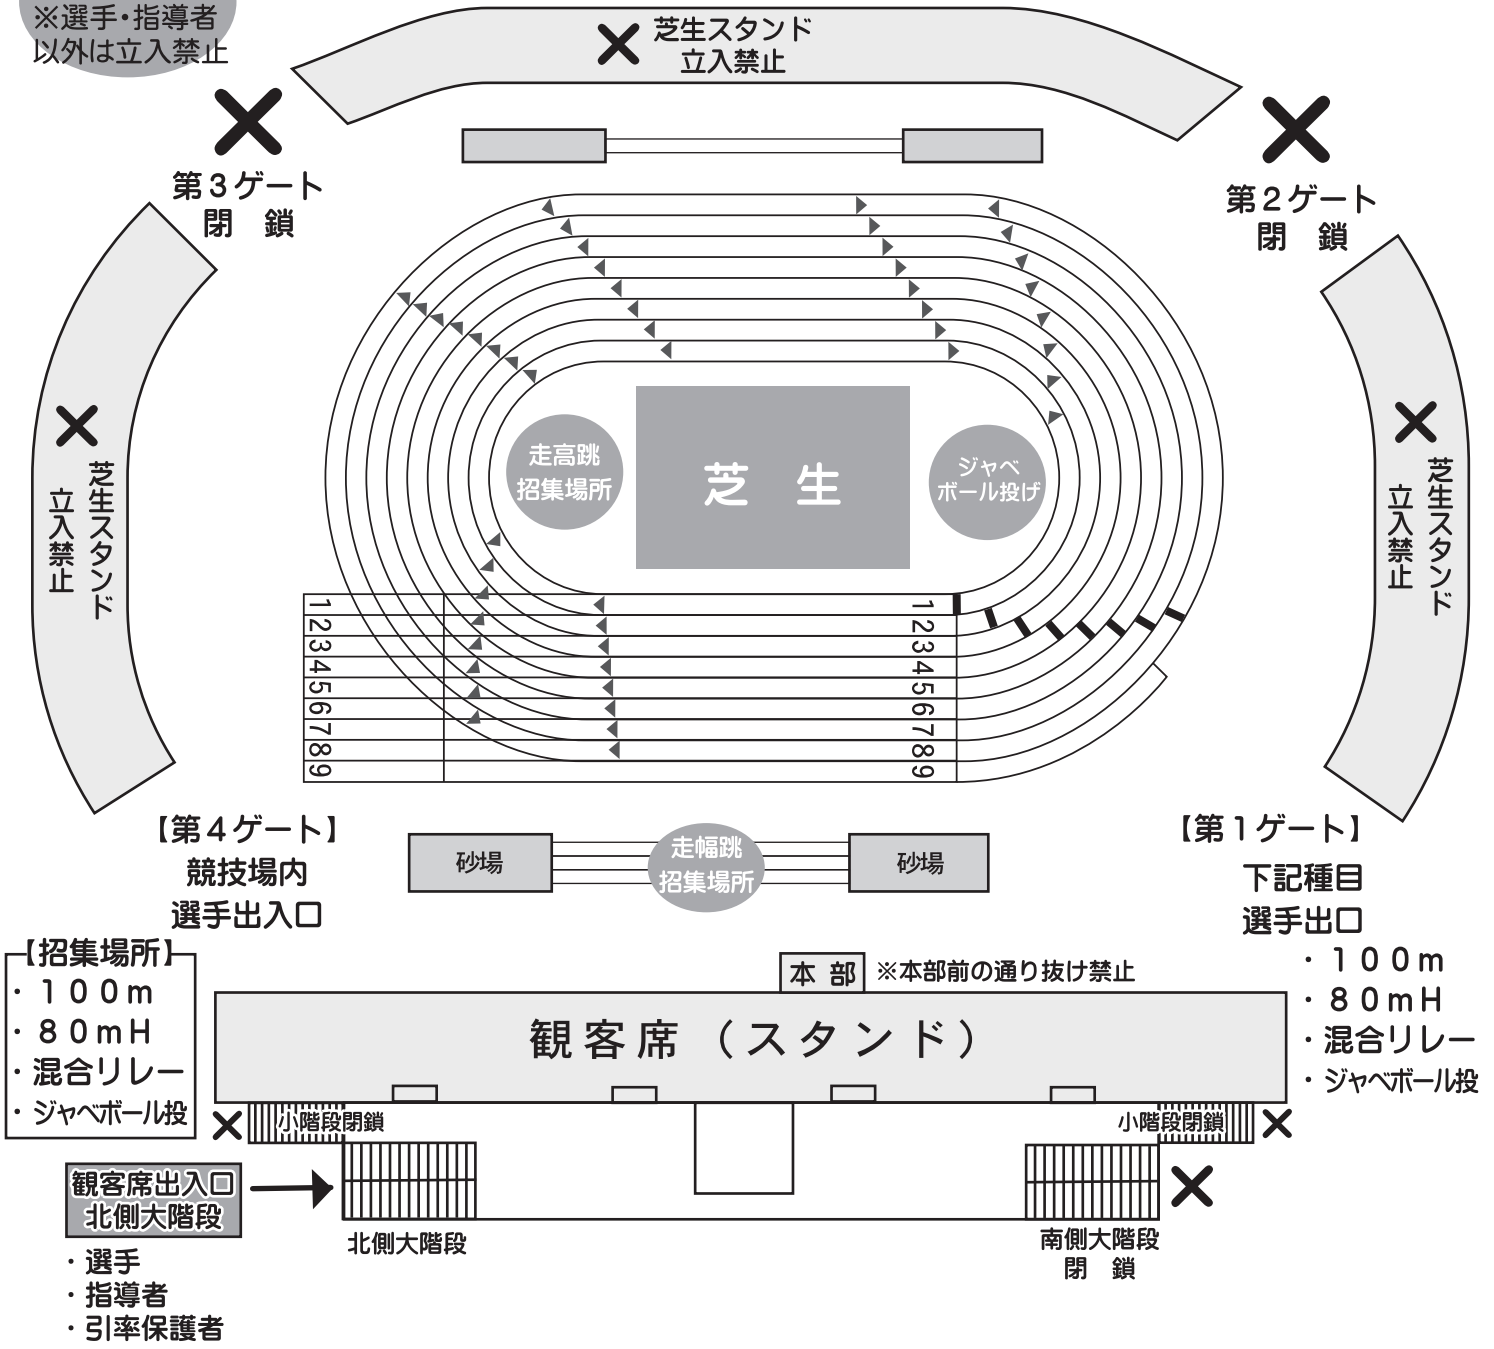 ※選手・指導者
以外は立入禁止
芝生スタンド
立入禁止
第3ゲート
閉　鎖
第2ゲート
閉　鎖
芝生スタンド
立入禁止
芝生スタンド
立入禁止
走高跳
招集場所
芝　生
ジャベ
ボール投げ
1
2
3
4
5
6
7
8
9
1
2
3
4
5
6
7
8
9
【第4ゲート】
競技場内
選手出入口
砂場
走幅跳
招集場所
砂場
【第1ゲート】
下記種目
選手出口
・100m
・80mH
・混合リレー
・ジャベボール投
【招集場所】
・100m
・80mH
・混合リレー
・ジャベボール投
本 部
※本部前の通り抜け禁止
観客席（スタンド）
小階段閉鎖
小階段閉鎖
観客席出入口
北側大階段
・選手
・指導者
・引率保護者
北側大階段
南側大階段
閉　鎖